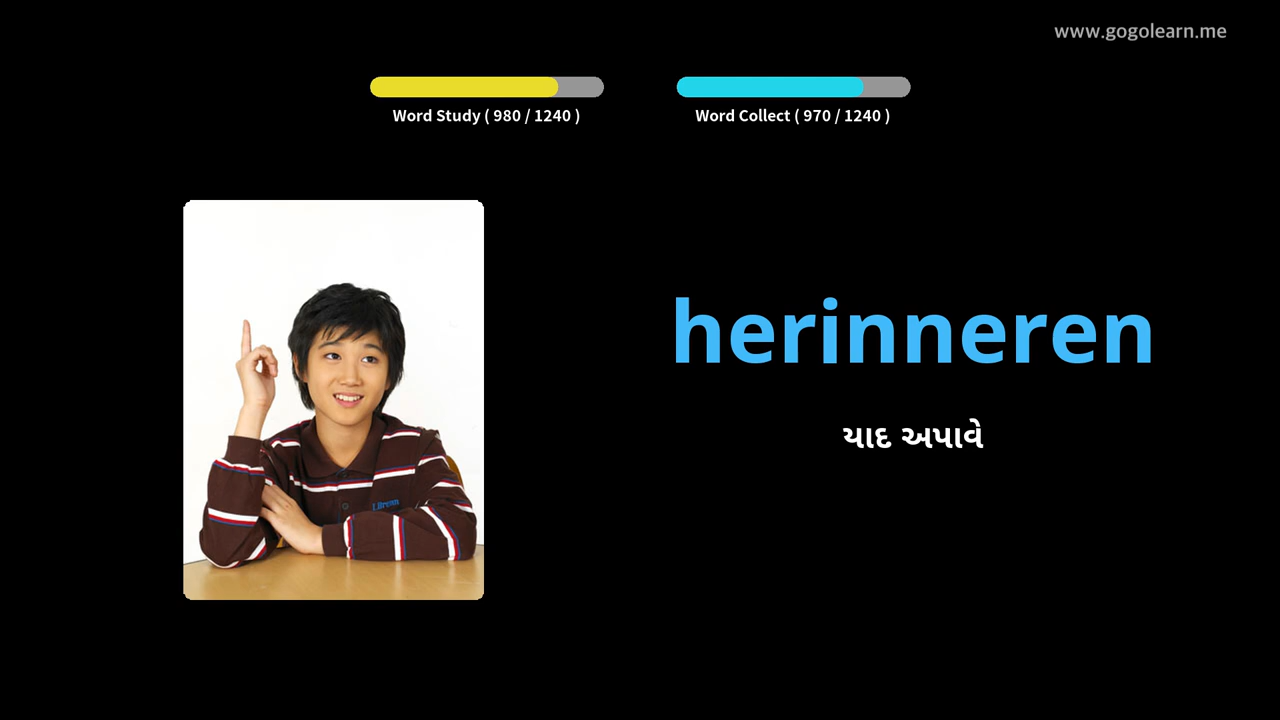 www.gogolearn.me
Word Study ( 980 / 1240 )
Word Collect ( 970 / 1240 )
herinneren
યાદ અપાવે